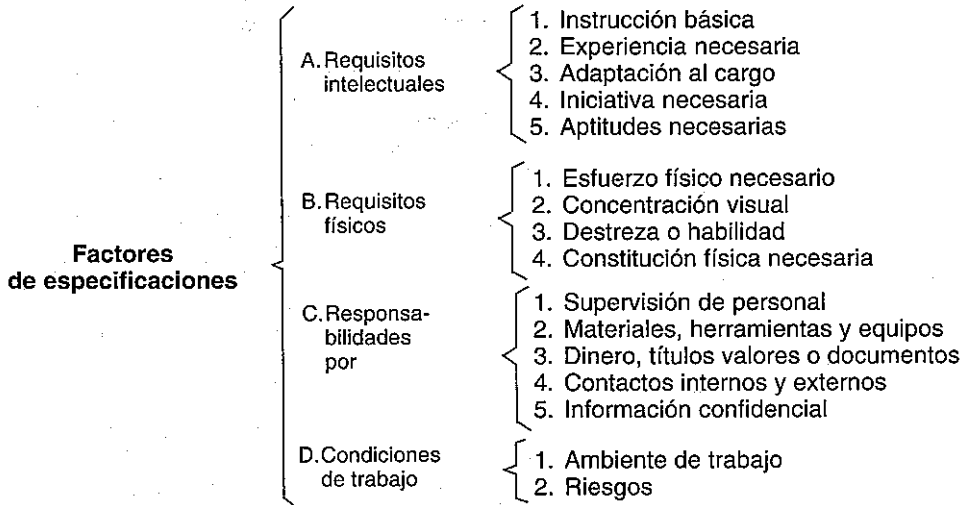 Factores
de especificaciones
A. Requisitos
intelectuales
1. Instrucción básica
2. Experiencia necesaria
3. Adaptación al cargo
4. Iniciativa necesaria
5. Aptitudes necesarias
B. Requisitos
físicos
1. Esfuerzo físico necesario
2. Concentración visual
3. Destreza o habilidad
4. Constitución física necesaria
C. Responsa-
bilidades
por
1. Supervisión de personal
2. Materiales, herramientas y equipos
3. Dinero, títulos valores o documentos
4. Contactos internos y externos
5. Información confidencial
D. Condiciones
de trabajo
1. Ambiente de trabajo
2. Riesgos